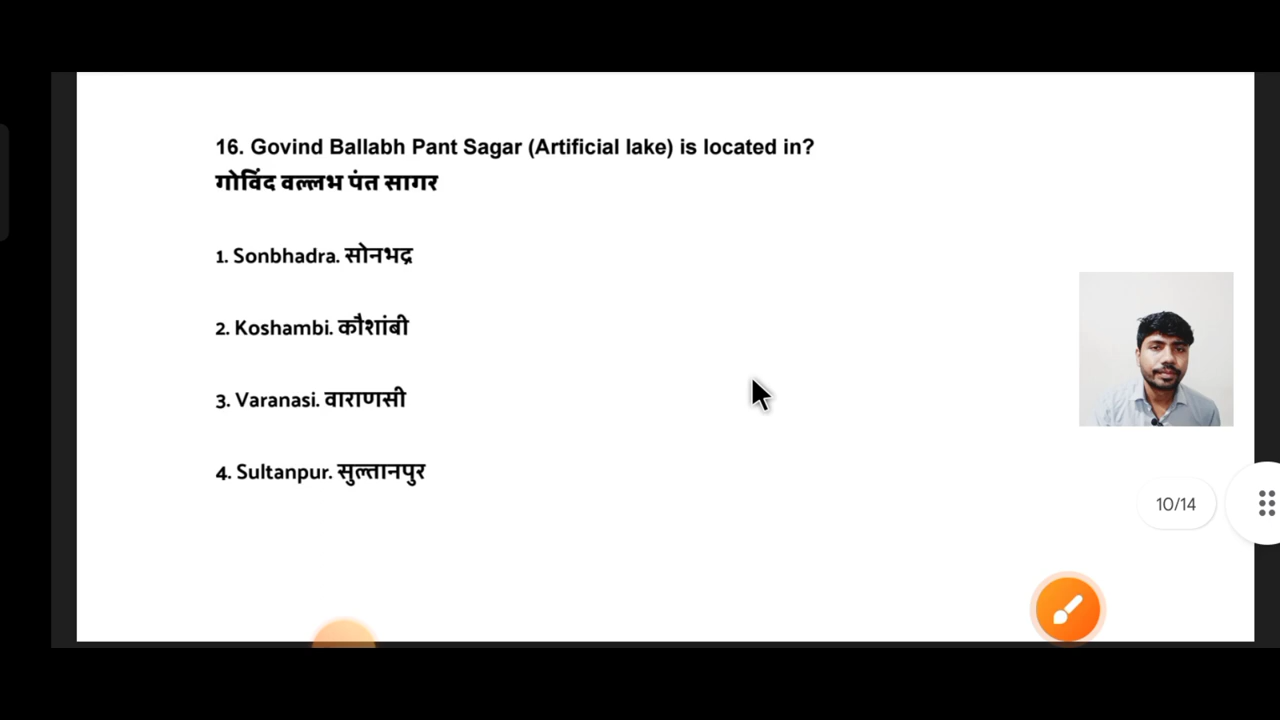 16. Govind Ballabh Pant Sagar (Artificial lake) is located in?
गोविंद वल्लभ पंत सागर
1. Sonbhadra. सोनभद्र
2. Koshambi. कौशांबी
3. Varanasi. वाराणसी
4. Sultanpur. सुल्तानपुर
10/14